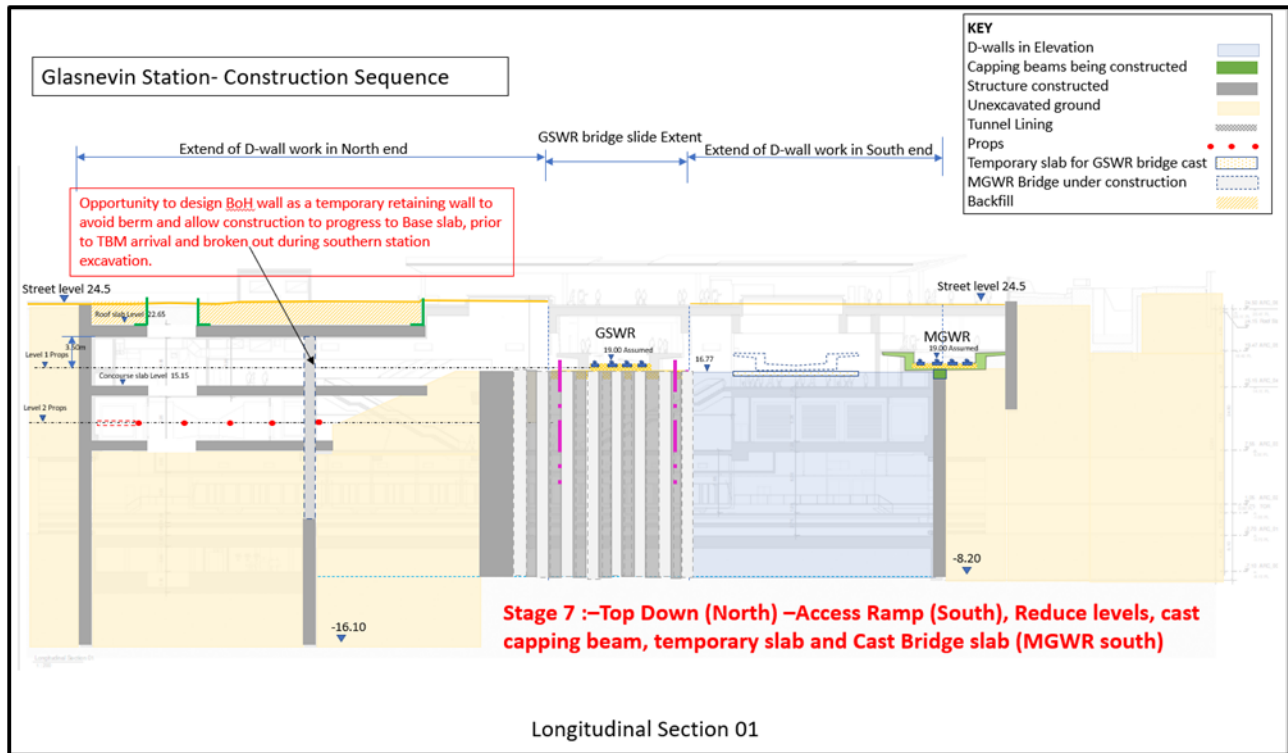 Glasnevin Station- Construction Sequence
KEY
D-walls in Elevation
Capping beams being constructed
Structure constructed
Unexcavated ground
Tunnel Lining
Props
Temporary slab for GSWR bridge cast
MGWR Bridge under construction
Backfill
Extend of D-wall work in North end
GSWR bridge slide Extent
Extend of D-wall work in South end
Opportunity to design BoH wall as a temporary retaining wall to
avoid berm and allow construction to progress to Base slab, prior
to TBM arrival and broken out during southern station
excavation.
Street level 24.5
Street level 24.5
Roof slab Level 22.65
3.50m
Level 1 Props
Concourse slab Level 15.15
Level 2 Props
GSWR
19.00 Assumed
16.77
MGWR
19.00 Assumed
-8.20
-16.10
Stage 7 :–Top Down (North) –Access Ramp (South), Reduce levels, cast
capping beam, temporary slab and Cast Bridge slab (MGWR south)
Longitudinal Section 01
Longitudinal Section 01